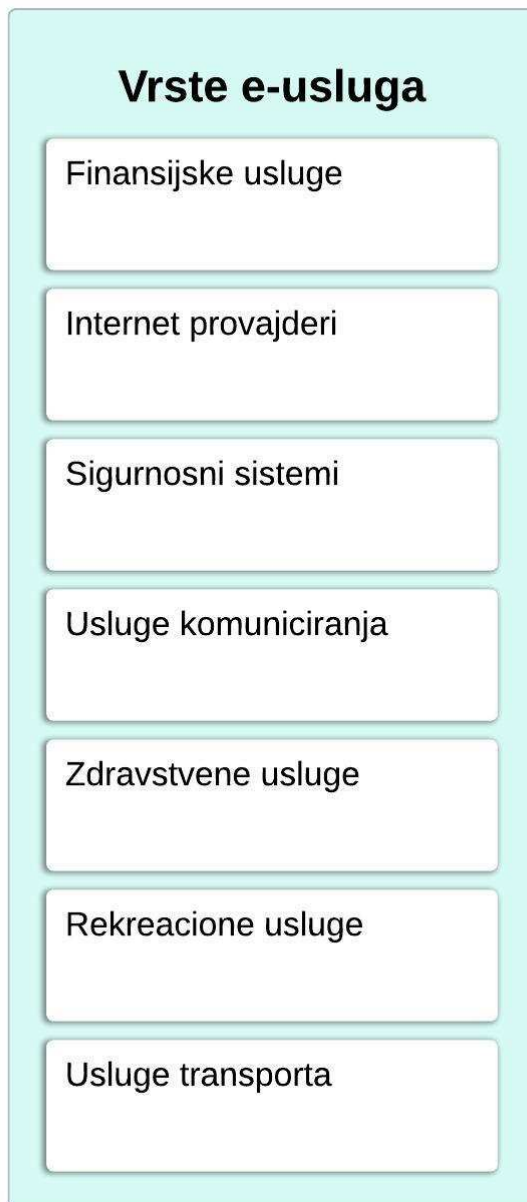 Vrste e-usluga
Finansijske usluge
Internet provajderi
Sigurnosni sistemi
Usluge komuniciranja
Zdravstvene usluge
Rekreacione usluge
Usluge transporta